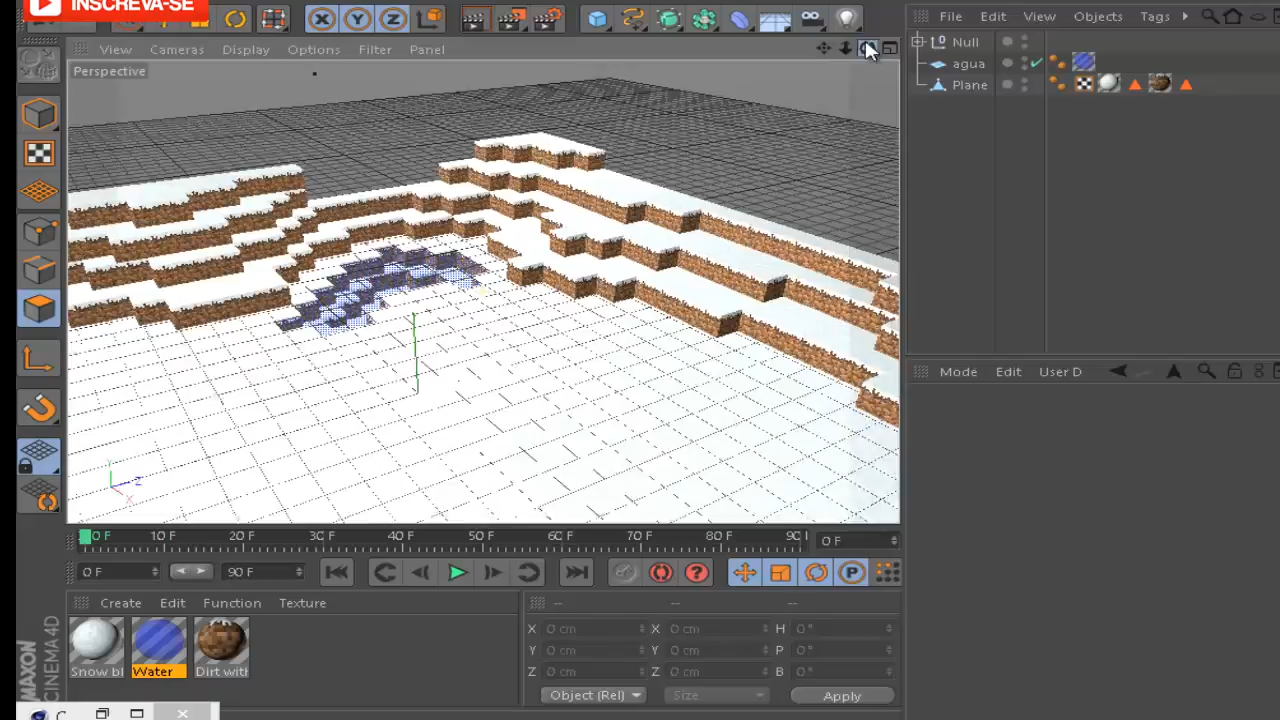 INSCREVA-SE
File Edit View Objects Tags
View Cameras Display Options Filter Panel
Perspective
Null
agua
Plane
Mode Edit User D
Z
X
0 F 10 F 20 F 30 F 40 F 50 F 60 F 70 F 80 F 0 F
0 F 90 F
Create Edit Function Texture
-- -- --
X 0 cm X 0 cm H 0 °
Y 0 cm Y 0 cm P 0 °
Z 0 cm Z 0 cm B 0 °
Snow bl Water Dirt with
Object (Rel) Size Apply
MAXON
CINEMA4D
C